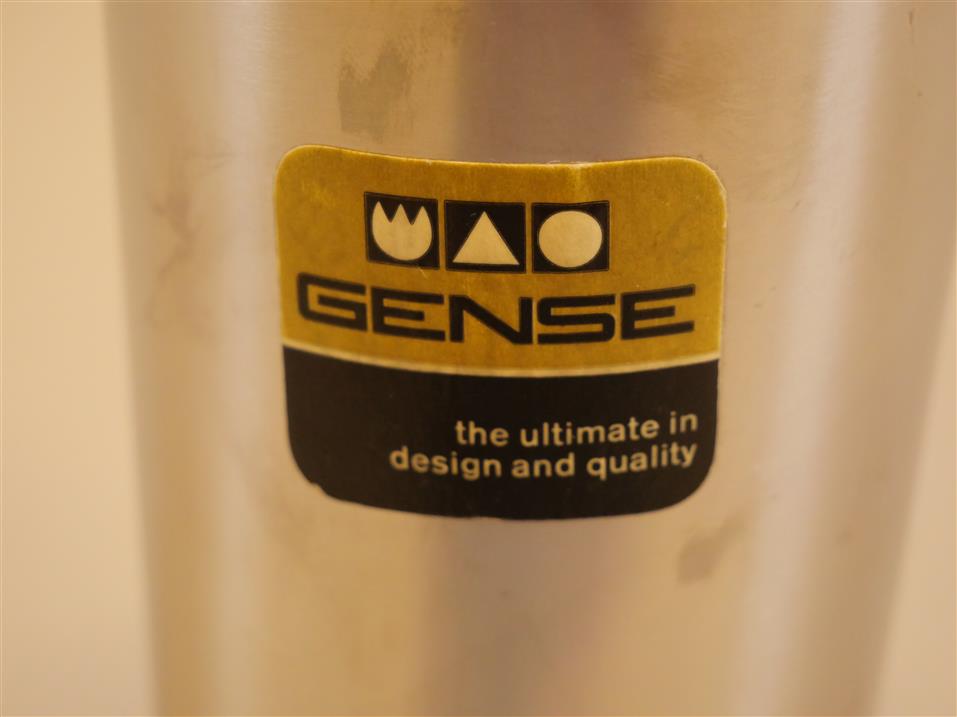 GENSE
the ultimate in
design and quality